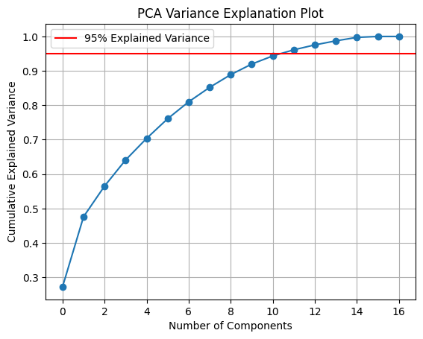 PCA Variance Explanation Plot
95% Explained Variance
Cumulative Explained Variance
1.0
0.9
0.8
0.7
0.6
0.5
0.4
0.3
0 2 4 6 8 10 12 14 16
Number of Components